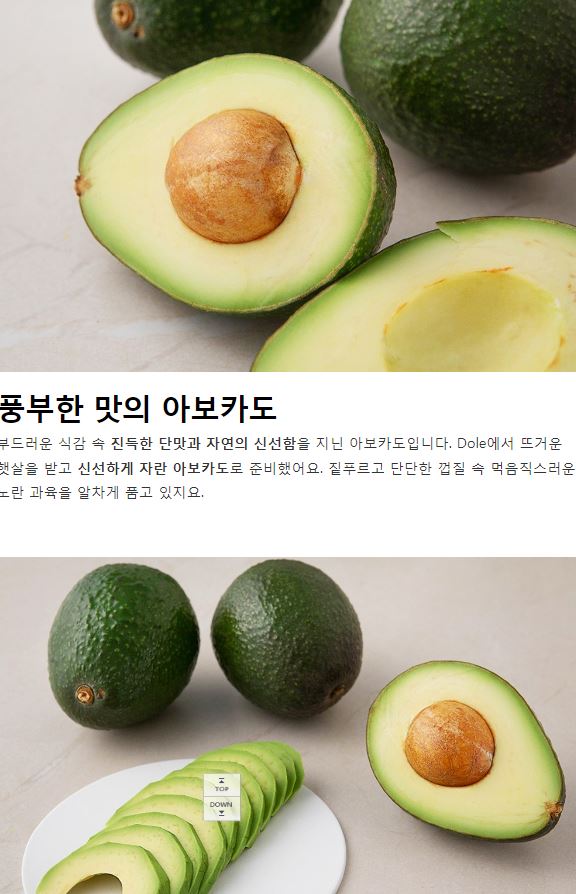 풍부한 맛의 아보카도
부드러운 식감 속 진득한 단맛과 자연의 신선함을 지닌 아보카도입니다. Dole에서 뜨거운
햇살을 받고 신선하게 자란 아보카도로 준비했어요. 짙푸르고 단단한 껍질 속 먹음직스러운
노란 과육을 알차게 품고 있지요.
TOP
DOWN